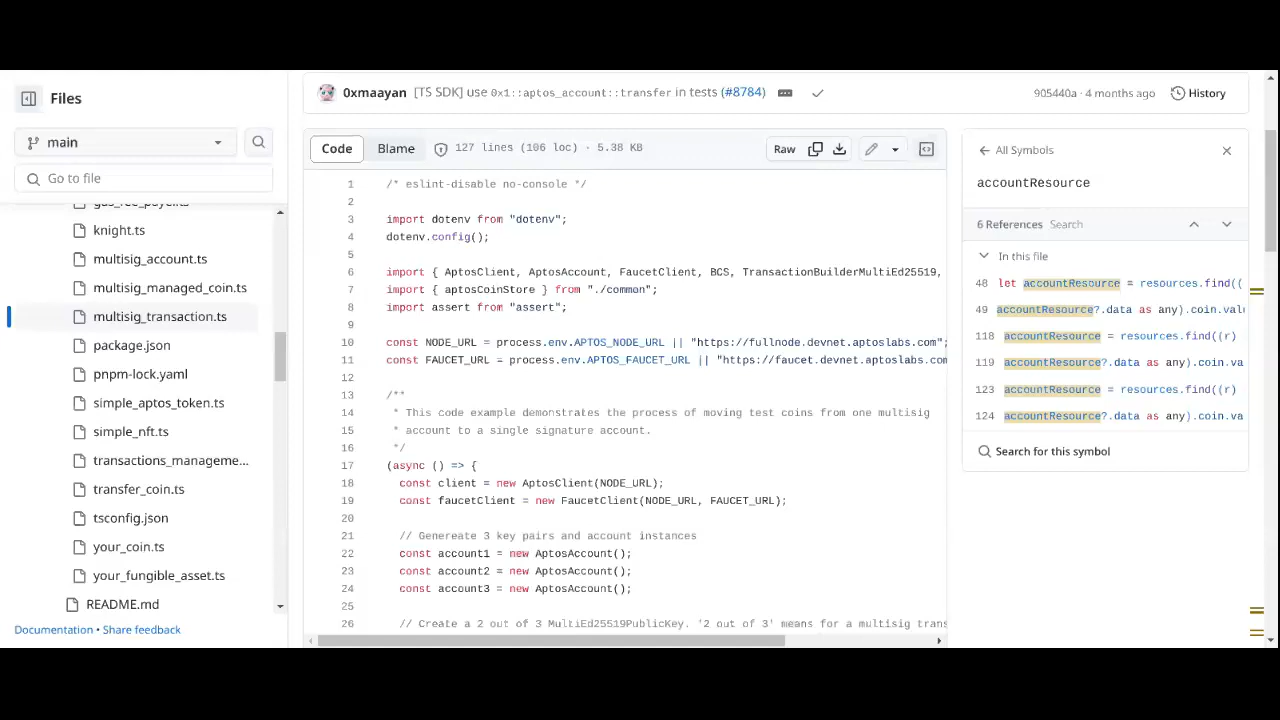 Files
main
Go to file
knight.ts
multisig_account.ts
multisig_managed_coin.ts
multisig_transaction.ts
package.json
pnpm-lock.yaml
simple_aptos_token.ts
simple_nft.ts
transactions_manageme...
transfer_coin.ts
tsconfig.json
your_coin.ts
your_fungible_asset.ts
README.md
Documentation • Share feedback
0xmaayan [TS SDK] use 0x1::aptos_account::transfer in tests (#8784)
905440a · 4 months ago History
Code Blame 127 lines (106 loc) · 5.38 KB Raw
1 /* eslint-disable no-console */
2
3 import dotenv from "dotenv";
4 dotenv.config();
5
6 import { AptosClient, AptosAccount, FaucetClient, BCS, TransactionBuilderMultiEd25519,
7 import { aptosCoinStore } from "./common";
8 import assert from "assert";
9
10 const NODE_URL = process.env.APTOS_NODE_URL || "https://fullnode.devnet.aptoslabs.com";
11 const FAUCET_URL = process.env.APTOS_FAUCET_URL || "https://faucet.devnet.aptoslabs.com
12
13 /**
14 * This code example demonstrates the process of moving test coins from one multisig
15 * account to a single signature account.
16 */
17 (async () => {
18 const client = new AptosClient(NODE_URL);
19 const faucetClient = new FaucetClient(NODE_URL, FAUCET_URL);
20
21 // Genereate 3 key pairs and account instances
22 const account1 = new AptosAccount();
23 const account2 = new AptosAccount();
24 const account3 = new AptosAccount();
25
26 // Create a 2 out of 3 MultiEd25519PublicKey. '2 out of 3' means for a multisig trans
All Symbols
accountResource
6 References Search
In this file
48 let accountResource = resources.find((
49 accountResource?.data as any).coin.valu
118 accountResource = resources.find((r)
119 accountResource?.data as any).coin.va
123 accountResource = resources.find((r)
124 accountResource?.data as any).coin.va
Search for this symbol